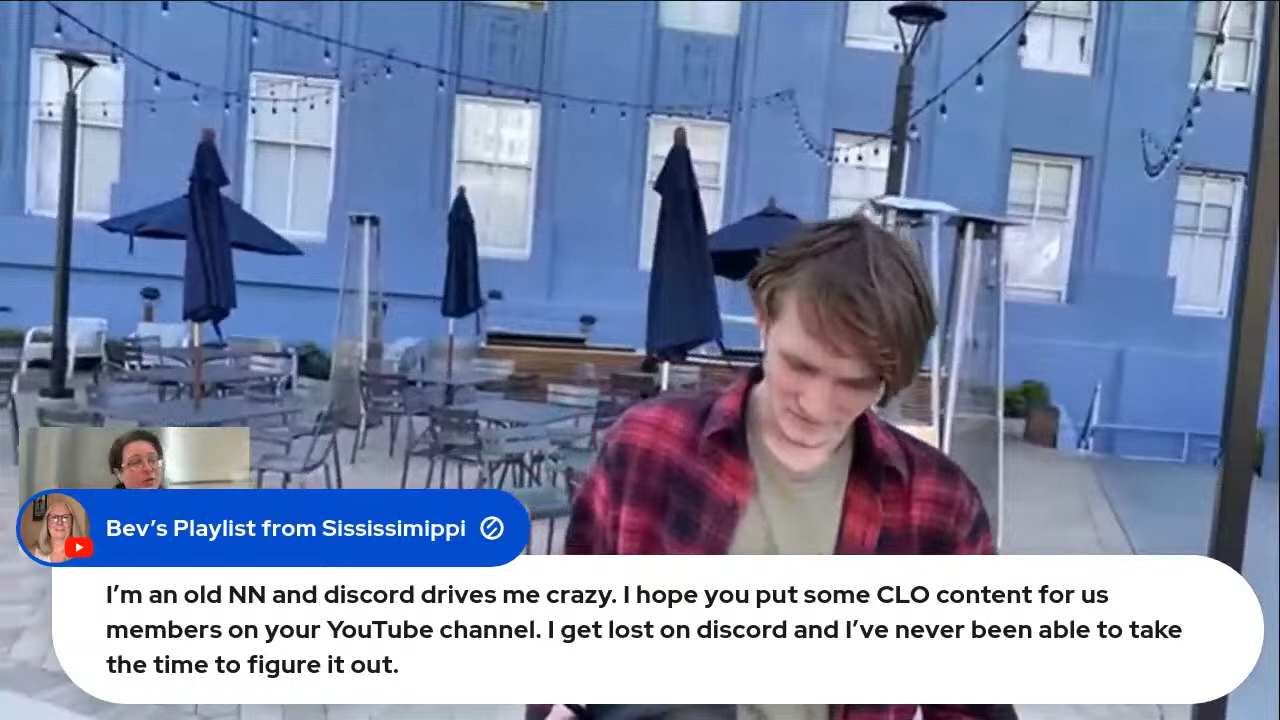 Bev's Playlist from Sississimippi
I'm an old NN and discord drives me crazy. I hope you put some CLO content for us
members on your YouTube channel. I get lost on discord and I've never been able to take
the time to figure it out.